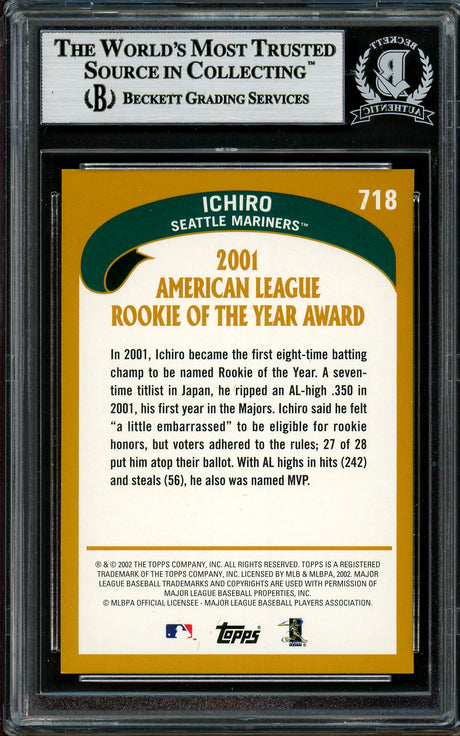 THE WORLD'S MOST TRUSTED
SOURCE IN COLLECTING™
B BECKETT GRADING SERVICES
BECKETT
B
AUTHENTIC
ICHIRO
SEATTLE MARINERS™
718
2001
AMERICAN LEAGUE
ROOKIE OF THE YEAR AWARD
In 2001, Ichiro became the first eight-time batting
champ to be named Rookie of the Year. A seven-
time titlist in Japan, he ripped an AL-high .350 in
2001, his first year in the Majors. Ichiro said he felt
“a little embarrassed” to be eligible for rookie
honors, but voters adhered to the rules; 27 of 28
put him atop their ballot. With AL highs in hits (242)
and steals (56), he also was named MVP.
® & © 2002 THE TOPPS COMPANY, INC. ALL RIGHTS RESERVED. TOPPS IS A REGISTERED
TRADEMARK OF THE TOPPS COMPANY, INC. LICENSED BY MLB & MLBPA, 2002. MAJOR
LEAGUE BASEBALL TRADEMARKS AND COPYRIGHTS ARE USED WITH PERMISSION OF
MAJOR LEAGUE BASEBALL PROPERTIES, INC.
© MLBPA OFFICIAL LICENSEE - MAJOR LEAGUE BASEBALL PLAYERS ASSOCIATION.
topps